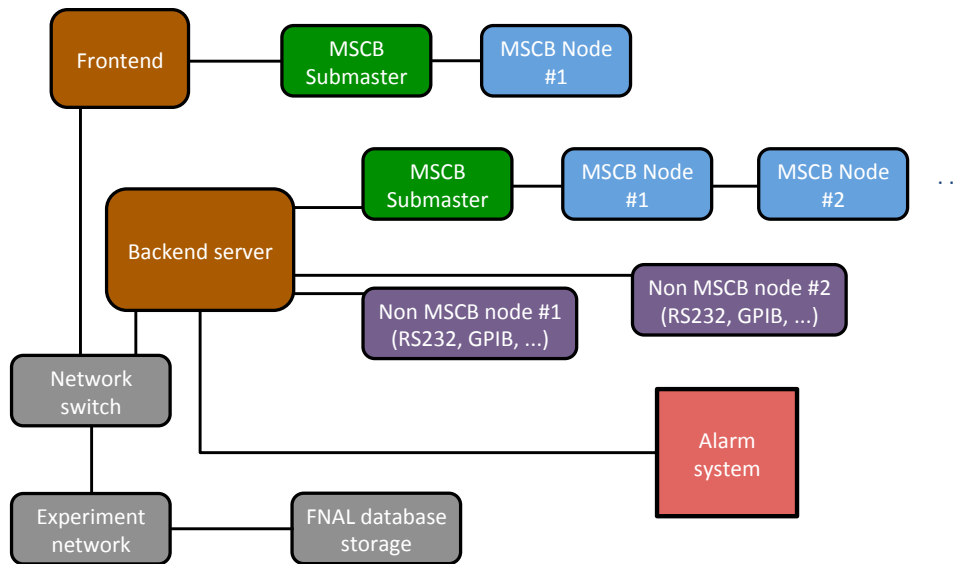 Frontend
MSCB
Submaster
MSCB Node
#1
MSCB
Submaster
MSCB Node
#1
MSCB Node
#2
. .
Backend server
Non MSCB node #1
(RS232, GPIB, ...)
Non MSCB node #2
(RS232, GPIB, ...)
Network
switch
Alarm
system
Experiment
network
FNAL database
storage